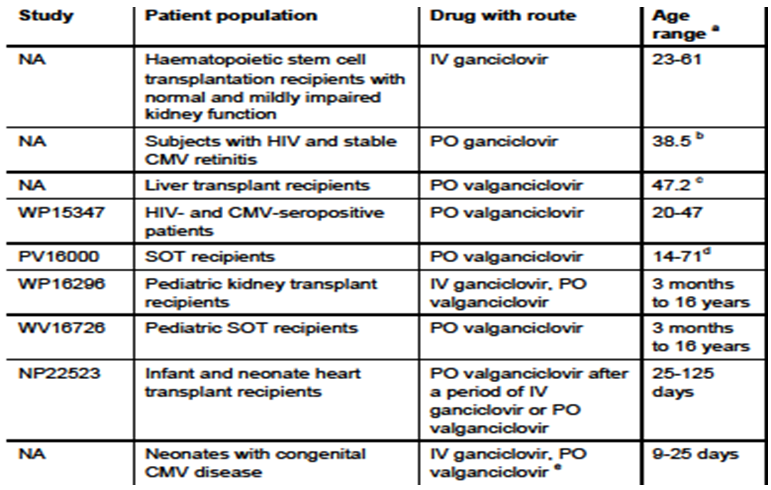 Study Patient population Drug with route Age
range a
NA Haematopoietic stem cell IV ganciclovir 23-61
transplantation recipients with
normal and mildly impaired
kidney function
NA Subjects with HIV and stable PO ganciclovir 38.5 b
CMV retinitis
NA Liver transplant recipients PO valganciclovir 47.2 c
WP15347 HIV- and CMV-seropositive PO valganciclovir 20-47
patients
PV16000 SOT recipients PO valganciclovir 14-71d
WP16296 Pediatric kidney transplant IV ganciclovir, PO 3 months
recipients valganciclovir to 16 years
WV16726 Pediatric SOT recipients PO valganciclovir 3 months
to 16 years
NP22523 Infant and neonate heart PO valganciclovir after 25-125
transplant recipients a period of IV days
ganciclovir or PO
valganciclovir
NA Neonates with congenital IV ganciclovir, PO 9-25 days
CMV disease valganciclovir e